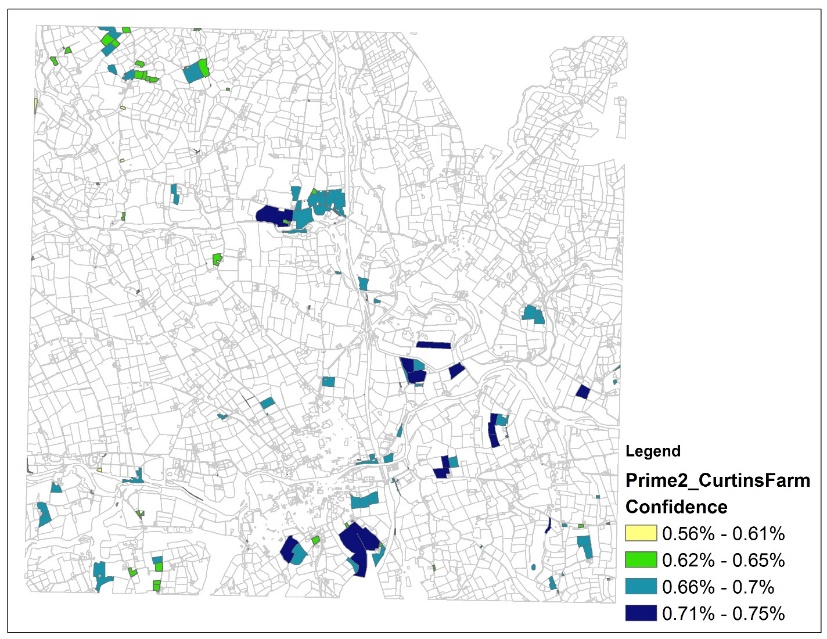 Legend
Prime2_CurtinsFarm
Confidence
0.56% - 0.61%
0.62% - 0.65%
0.66% - 0.7%
0.71% - 0.75%